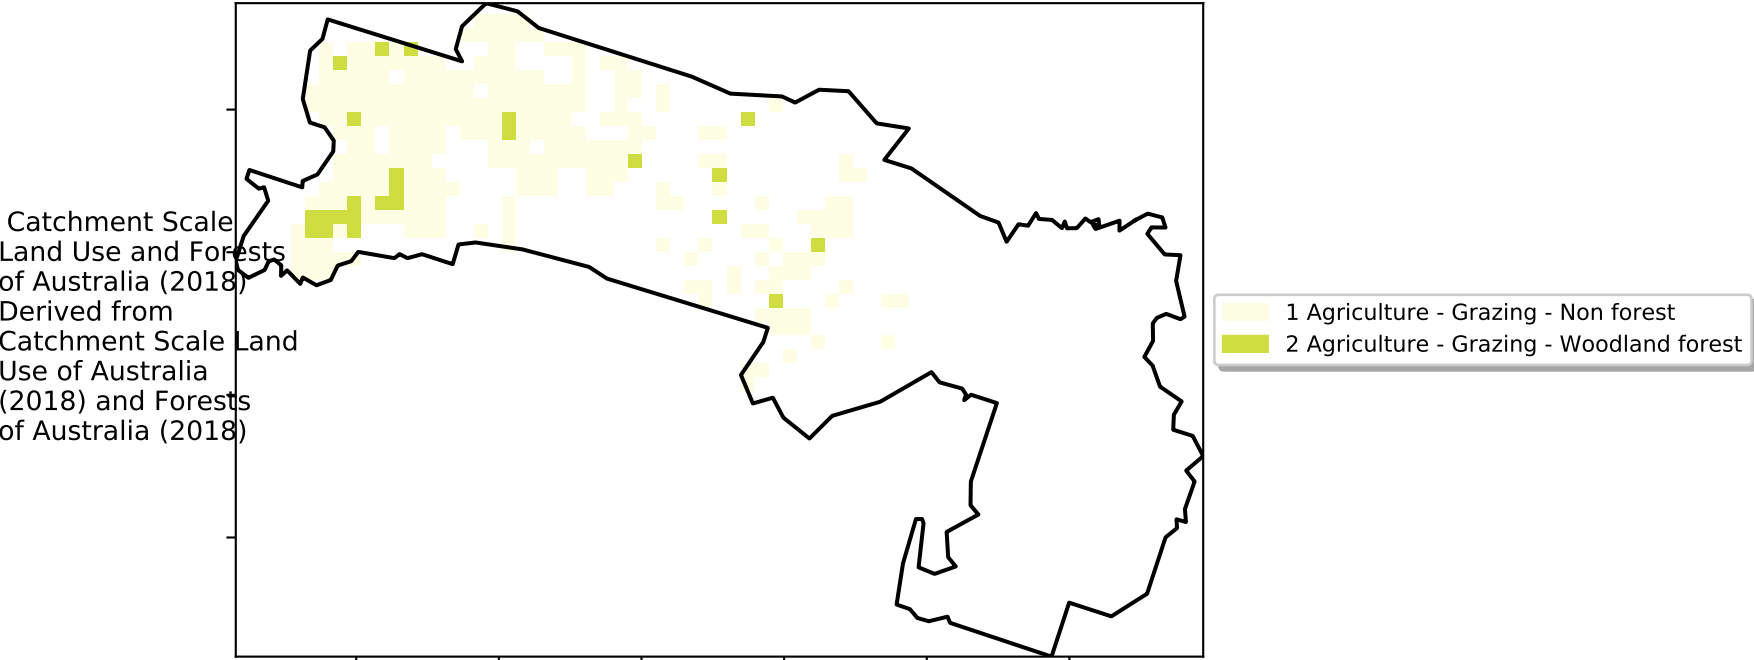 Catchment Scale
Land Use and Forests
of Australia (2018)
Derived from
Catchment Scale Land
Use of Australia
(2018) and Forests
of Australia (2018)
1 Agriculture - Grazing - Non forest
2 Agriculture - Grazing - Woodland forest